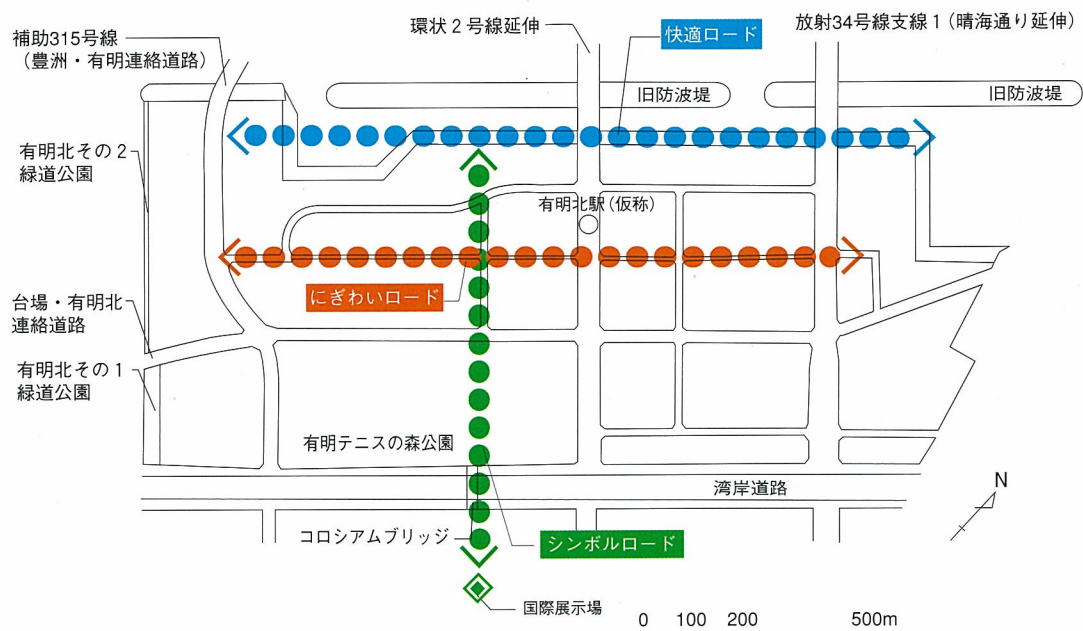 環状2号線延伸
放射34号線支線1(晴海通り延伸)
補助315号線
(豊洲・有明連絡道路)
快適ロード
旧防波堤
旧防波堤
有明北その2
緑道公園
有明北駅(仮称)
にぎわいロード
台場・有明北
連絡道路
有明北その1
緑道公園
有明テニスの森公園
湾岸道路
N
コロシアムブリッジ
シンボルロード
国際展示場
0 100 200 500m